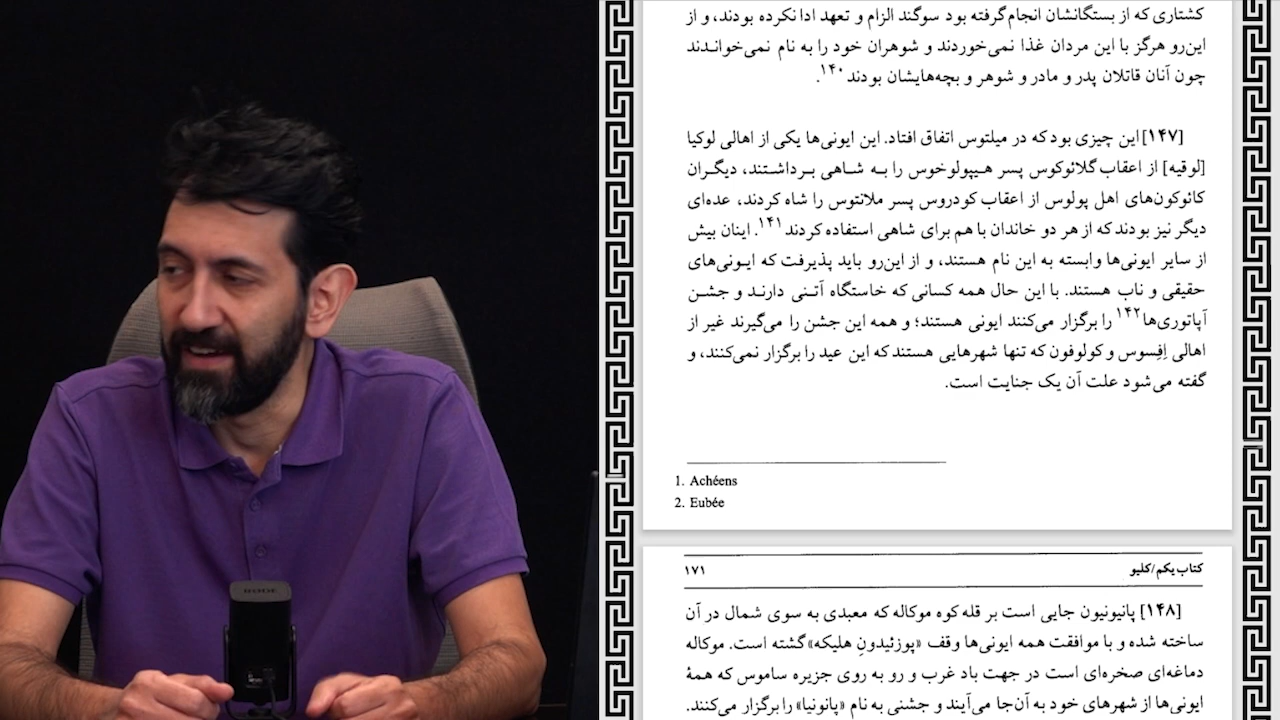 کشتاری که از بستگانشان انجام گرفته بود سوگند الزام و تعهد ادا نکرده بودند، و از
این‌رو هرگز با این مردان غذا نمی‌خوردند و شوهران خود را به نام نمی‌خواندند
چون آنان قاتلان پدر و مادر و شوهر و بچه‌هایشان بودند۱۴۰.
[۱۴۷] این چیزی بود که در میلتوس اتفاق افتاد. این ایونی‌ها یکی از اهالی لوکیا
[لوقیه] از اعقاب گلائوکوس پسر هیپولوخوس را به شاهی برداشتند، دیگران
کائوکون‌های اهل پولوس از اعقاب کودروس پسر ملانتوس را شاه کردند، عده‌ای
دیگر نیز بودند که از هر دو خاندان با هم برای شاهی استفاده کردند۱۴۱. اینان بیش
از سایر ایونی‌ها وابسته به این نام هستند، و از این‌رو باید پذیرفت که ایونی‌های
حقیقی و ناب هستند. با این حال همه کسانی که خاستگاه آتنی دارند و جشن
آپاتوری‌ها۱۴۲ را برگزار می‌کنند ایونی هستند؛ و همه این جشن را می‌گیرند غیر از
اهالی اِفِسوس و کولوفون که تنها شهرهایی هستند که این عید را برگزار نمی‌کنند، و
گفته می‌شود علت آن یک جنایت است.
1. Achéens
2. Eubée
کتاب یکم/کلیو ۱۷۱
[۱۴۸] پانیونیون جایی است بر قله کوه موکاله که معبدی به سوی شمال در آن
ساخته شده و با موافقت همه ایونی‌ها وقف «پوزئیدونِ هلیکه» گشته است. موکاله
دماغه‌ای صخره‌ای است در جهت باد غرب و رو به روی جزیره ساموس که همهٔ
ایونی‌ها از شهرهای خود به آن‌جا می‌آیند و جشنی به نام «پانونیا» را برگزار می‌کنند.
RODE